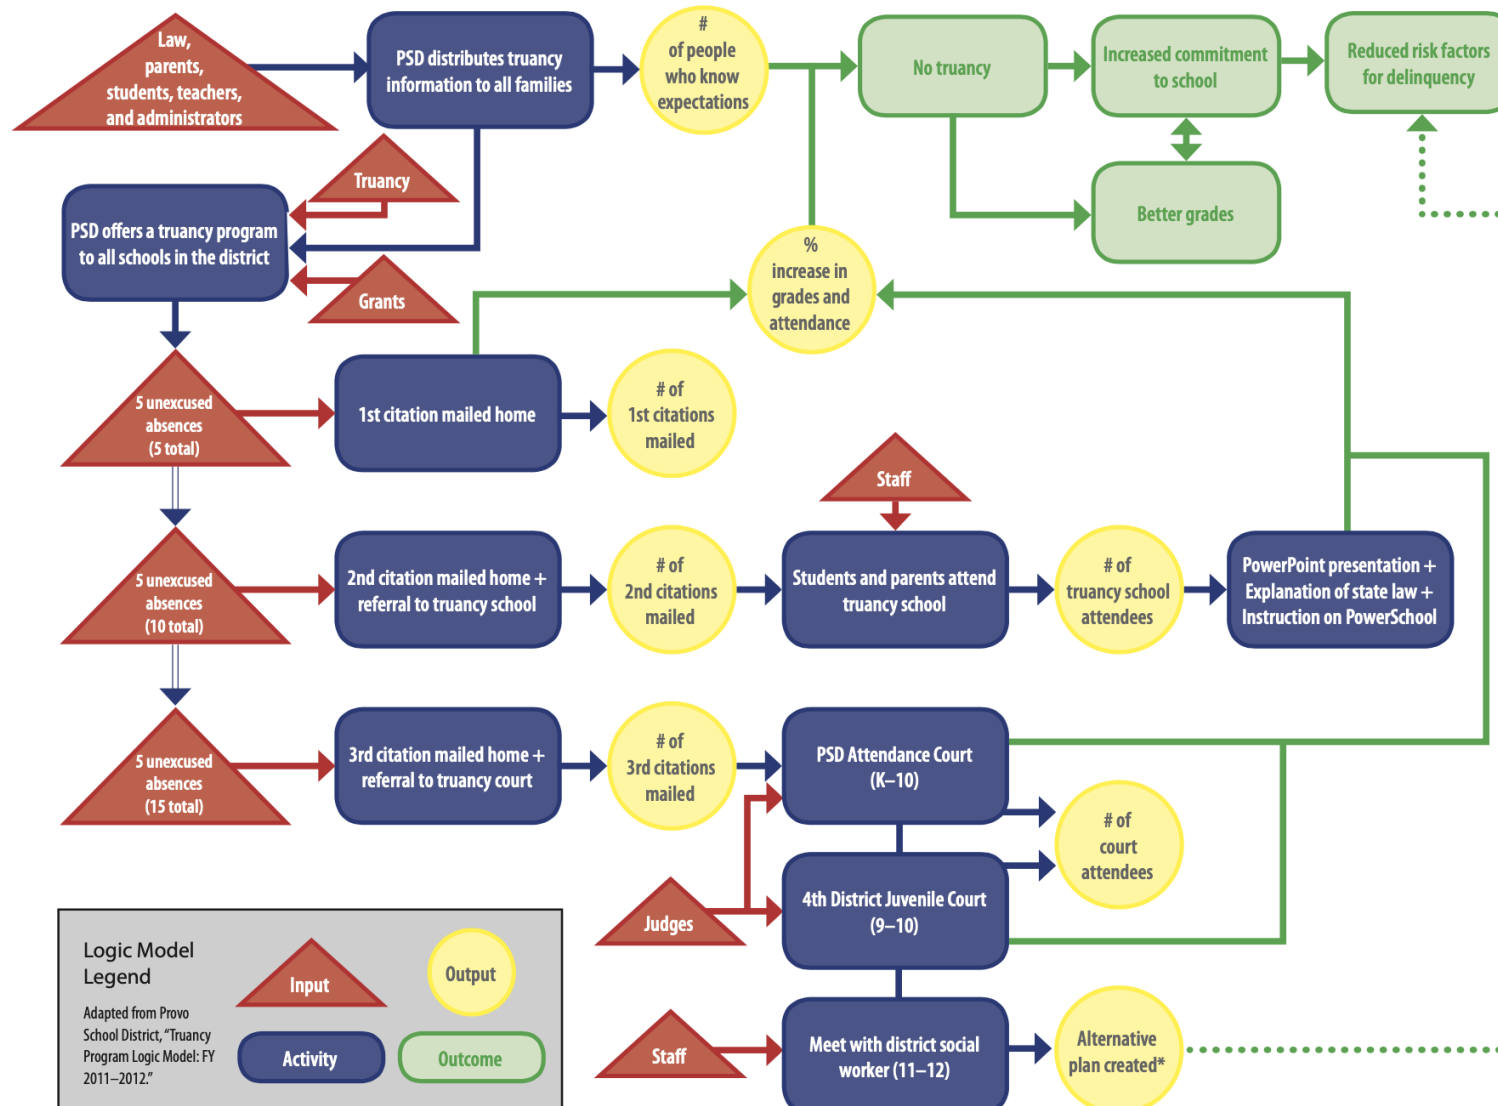 Law,
parents,
students, teachers,
and administrators
PSD distributes truancy
information to all families
#
of people
who know
expectations
No truancy
Increased commitment
to school
Reduced risk factors
for delinquency
Truancy
PSD offers a truancy program
to all schools in the district
Better grades
Grants
%
increase in
grades and
attendance
5 unexcused
absences
(5 total)
1st citation mailed home
# of
1st citations
mailed
Staff
5 unexcused
absences
(10 total)
2nd citation mailed home +
referral to truancy school
# of
2nd citations
mailed
Students and parents attend
truancy school
# of
truancy school
attendees
PowerPoint presentation +
Explanation of state law +
Instruction on PowerSchool
5 unexcused
absences
(15 total)
3rd citation mailed home +
referral to truancy court
# of
3rd citations
mailed
PSD Attendance Court
(K–10)
# of
court
attendees
Judges
4th District Juvenile Court
(9–10)
Staff
Meet with district social
worker (11–12)
Alternative
plan created*
Logic Model
Legend
Adapted from Provo
School District, “Truancy
Program Logic Model: FY
2011–2012.”
Input
Output
Activity
Outcome